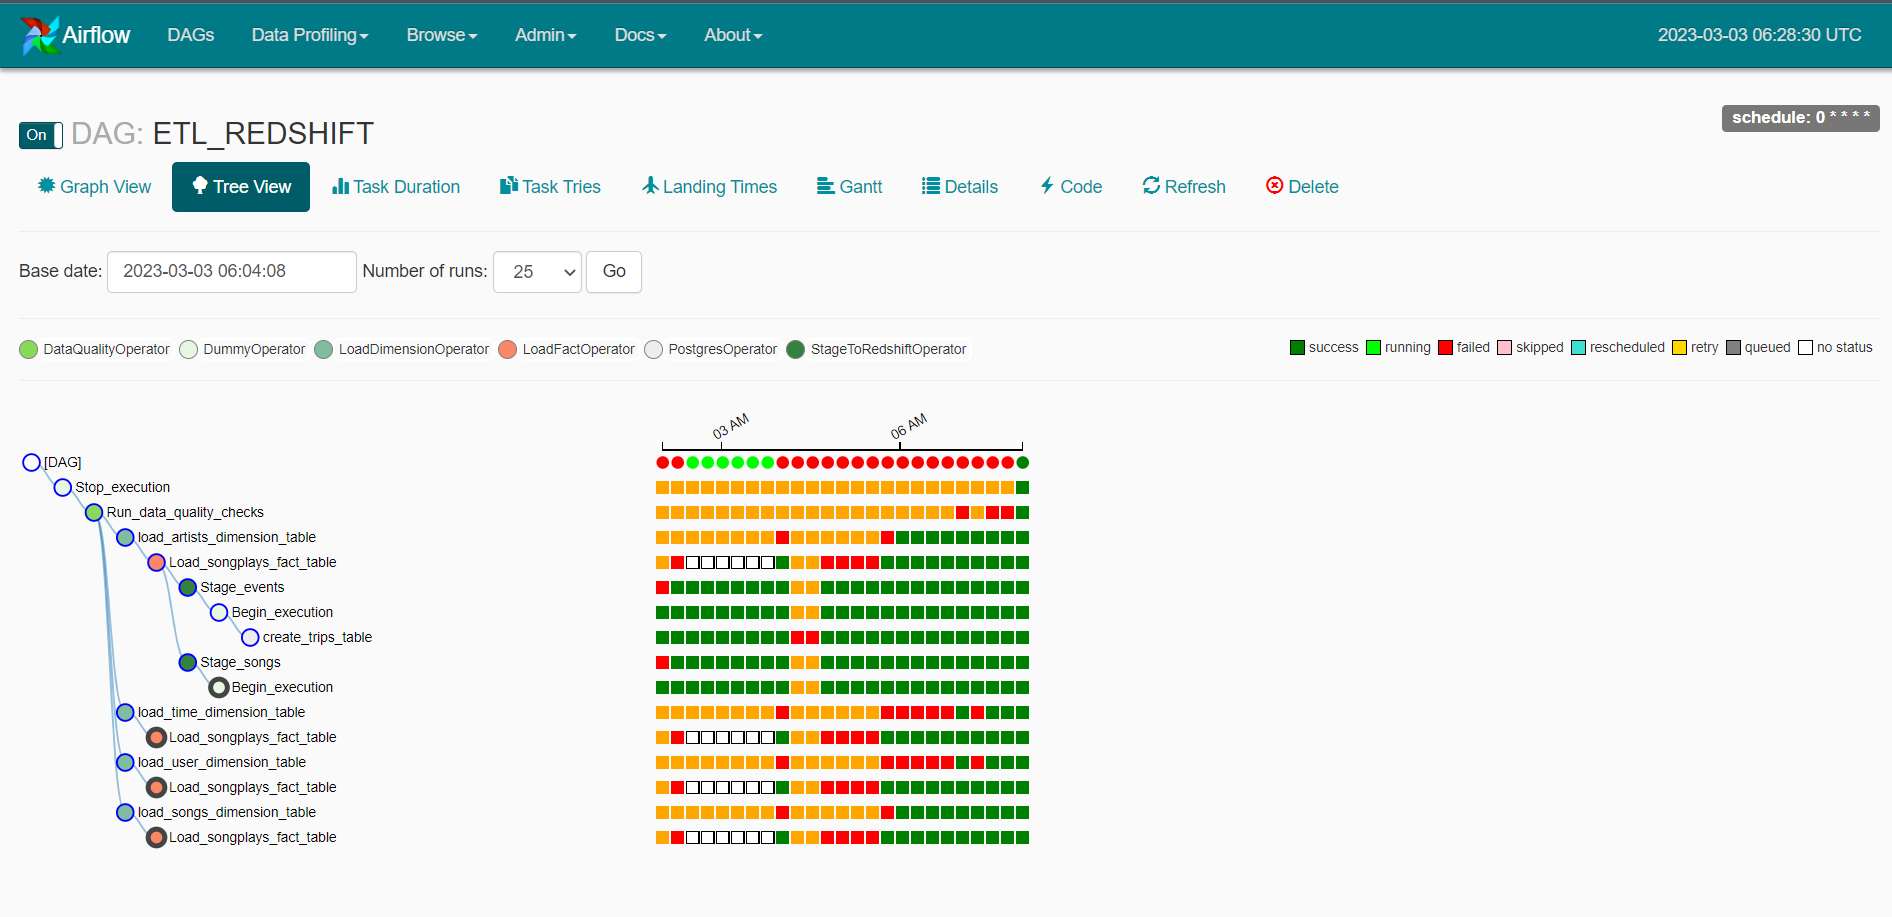 Airflow DAGs Data Profiling Browse Admin Docs About 2023-03-03 06:28:30 UTC
On DAG: ETL_REDSHIFT schedule: 0 * * * *
Graph View Tree View Task Duration Task Tries Landing Times Gantt Details Code Refresh Delete
Base date: 2023-03-03 06:04:08 Number of runs: 25 Go
DataQualityOperator DummyOperator LoadDimensionOperator LoadFactOperator PostgresOperator StageToRedshiftOperator success running failed skipped rescheduled retry queued no status
03 AM 06 AM
[DAG]
Stop_execution
Run_data_quality_checks
load_artists_dimension_table
Load_songplays_fact_table
Stage_events
Begin_execution
create_trips_table
Stage_songs
Begin_execution
load_time_dimension_table
Load_songplays_fact_table
load_user_dimension_table
Load_songplays_fact_table
load_songs_dimension_table
Load_songplays_fact_table